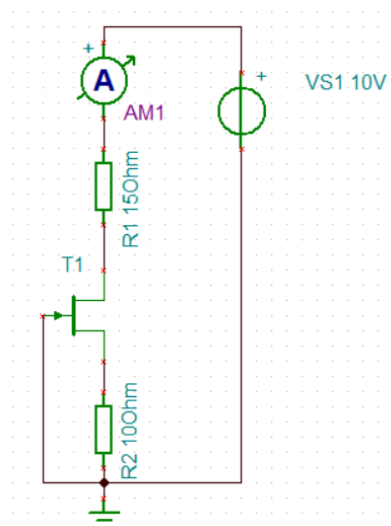 +
A
AM1
+
VS1 10V
R1 15Ohm
T1
R2 10Ohm